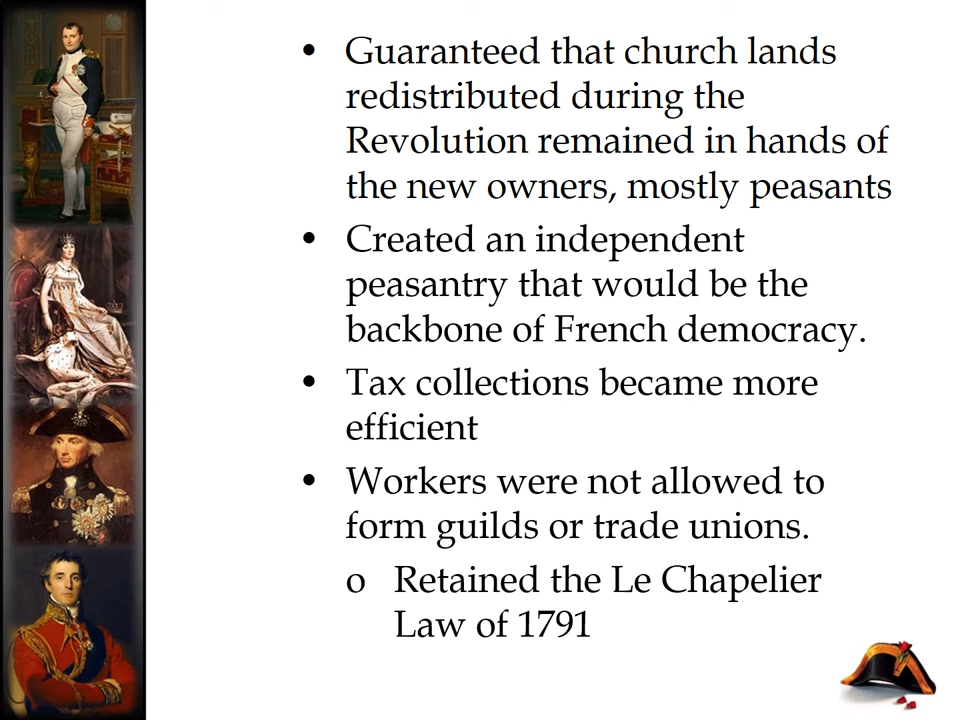 • Guaranteed that church lands
redistributed during the
Revolution remained in hands of
the new owners, mostly peasants
• Created an independent
peasantry that would be the
backbone of French democracy.
• Tax collections became more
efficient
• Workers were not allowed to
form guilds or trade unions.
o Retained the Le Chapelier
Law of 1791